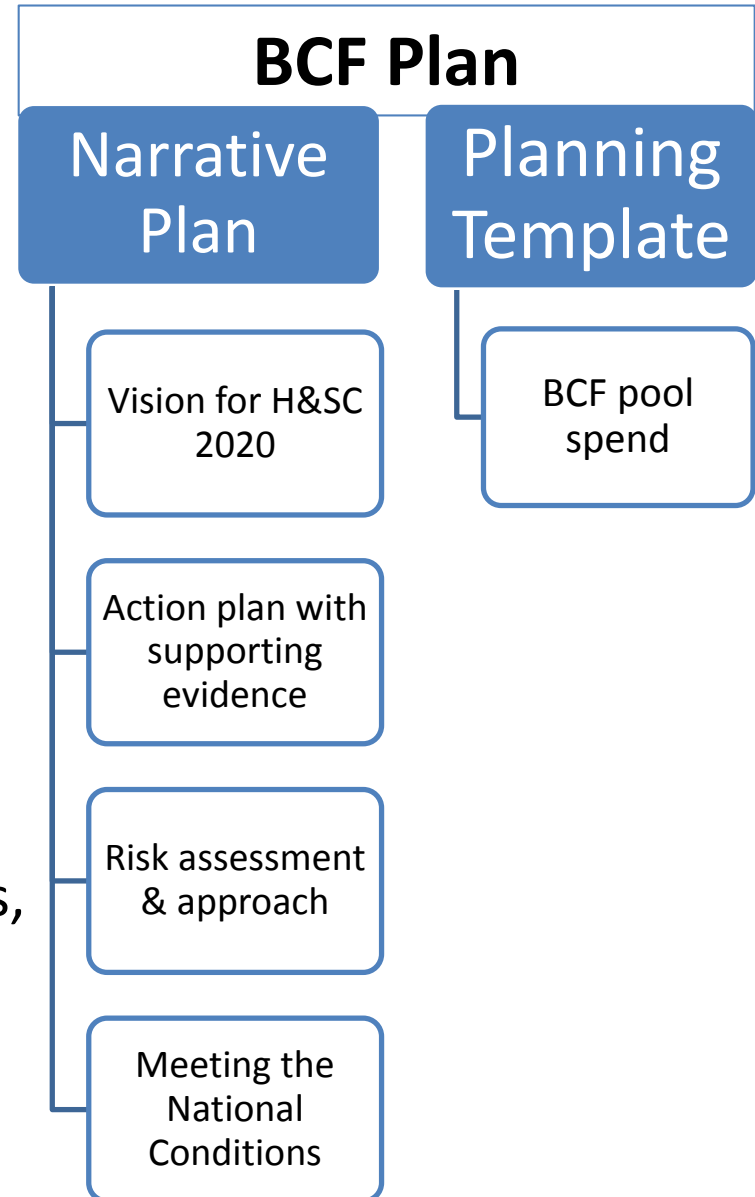 BCF Plan
Narrative
Plan
Vision for H&SC
2020
Action plan with
supporting
evidence
Risk assessment
& approach
s,
Meeting the
National
Conditions
Planning
Template
BCF pool
spend